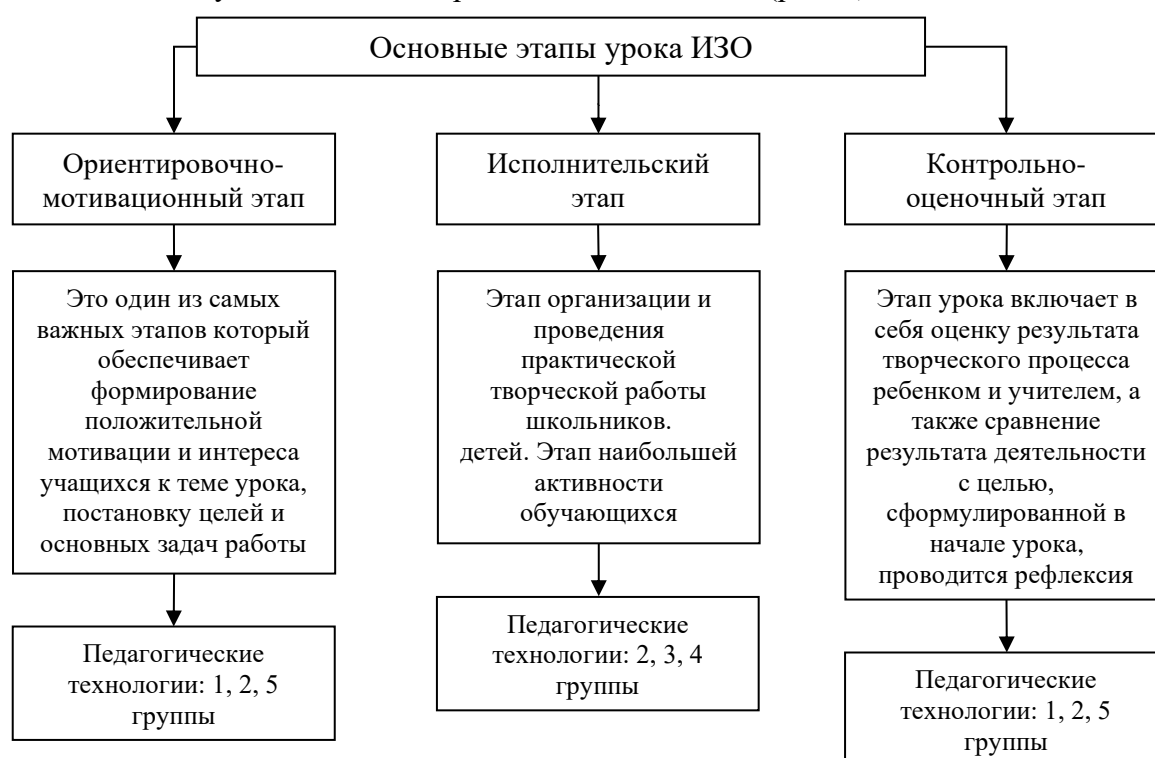 Основные этапы урока ИЗО
Ориентировочно-
мотивационный этап
Исполнительский
этап
Контрольно-
оценочный этап
Это один из самых
важных этапов который
обеспечивает
формирование
положительной
мотивации и интереса
учащихся к теме урока,
постановку целей и
основных задач работы
Этап организации и
проведения
практической
творческой работы
школьников.
детей. Этап наибольшей
активности
обучающихся
Этап урока включает в
себя оценку результата
творческого процесса
ребенком и учителем, а
также сравнение
результата деятельности
с целью,
сформулированной в
начале урока,
проводится рефлексия
Педагогические
технологии: 1, 2, 5
группы
Педагогические
технологии: 2, 3, 4
группы
Педагогические
технологии: 1, 2, 5
группы